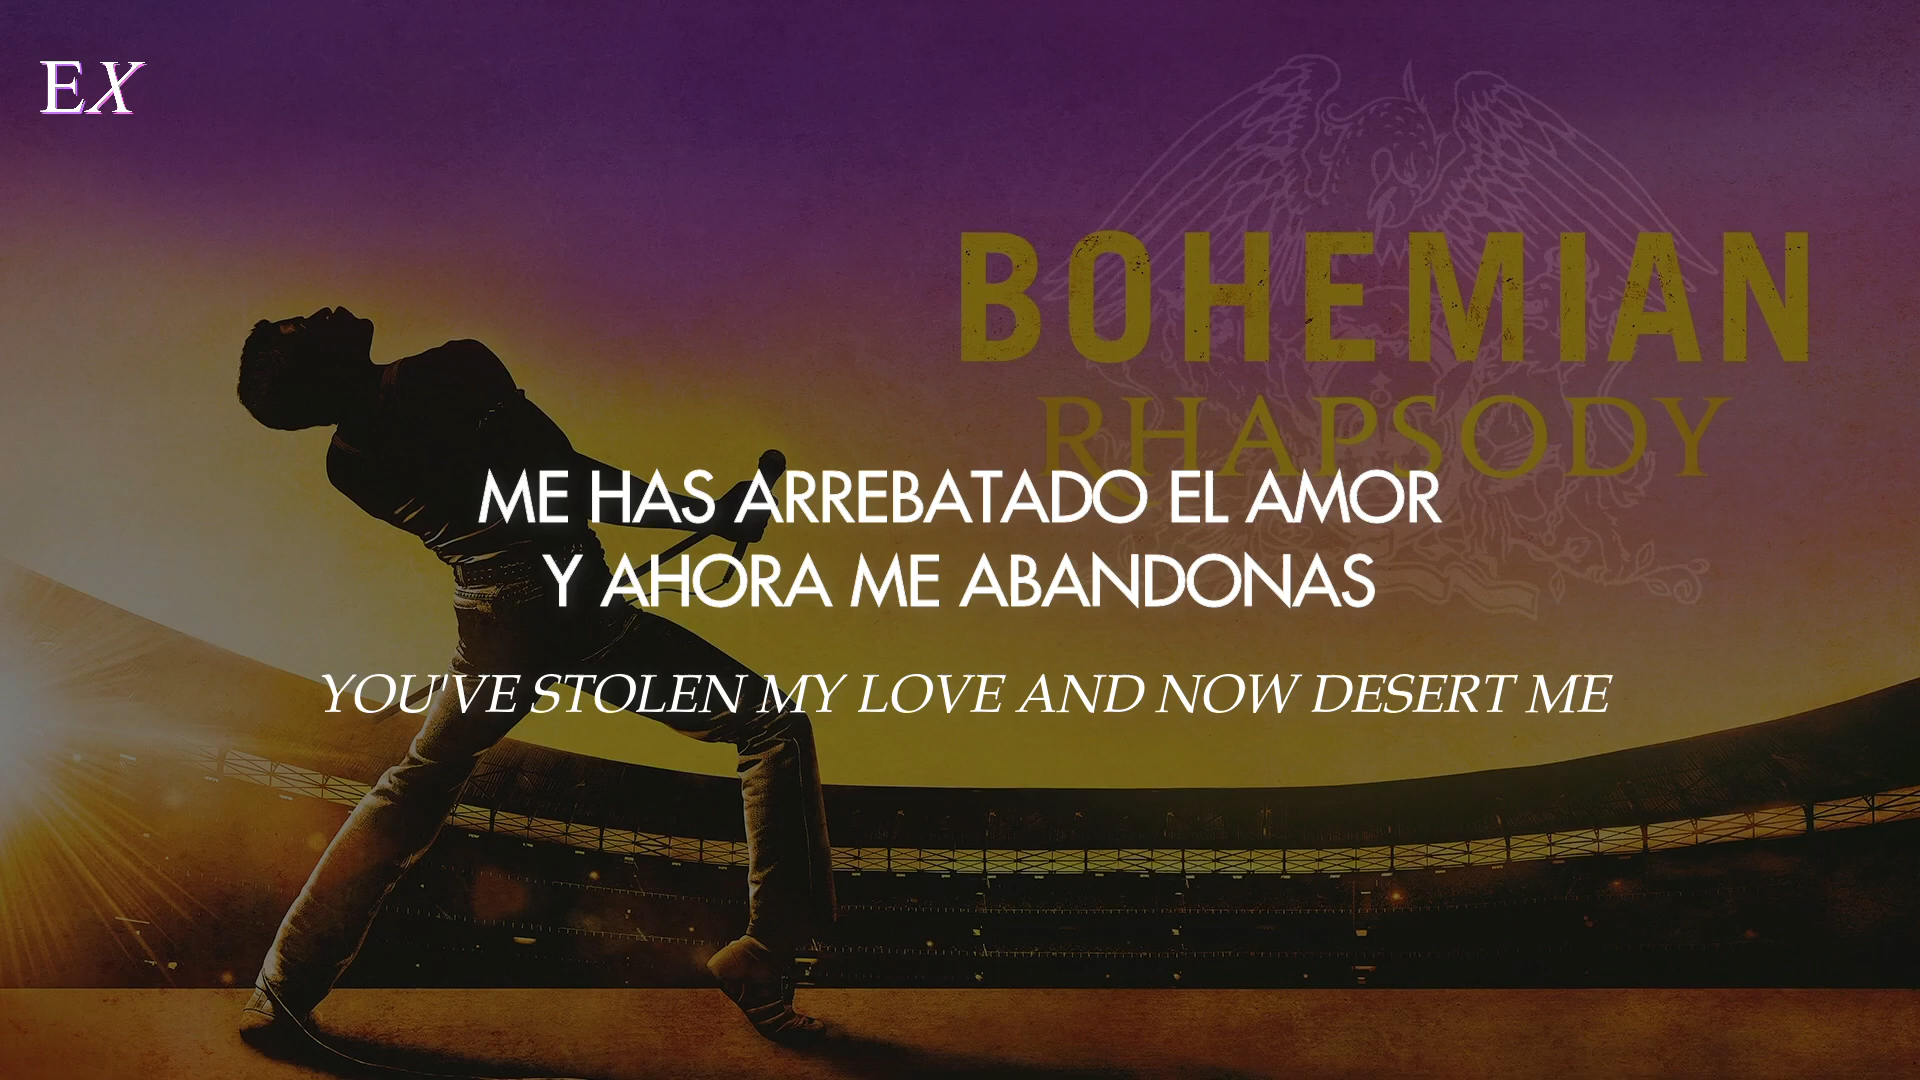 EX
BOHEMIAN
RHAPSODY
ME HAS ARREBATADO EL AMOR
Y AHORA ME ABANDONAS
YOU'VE STOLEN MY LOVE AND NOW DESERT ME